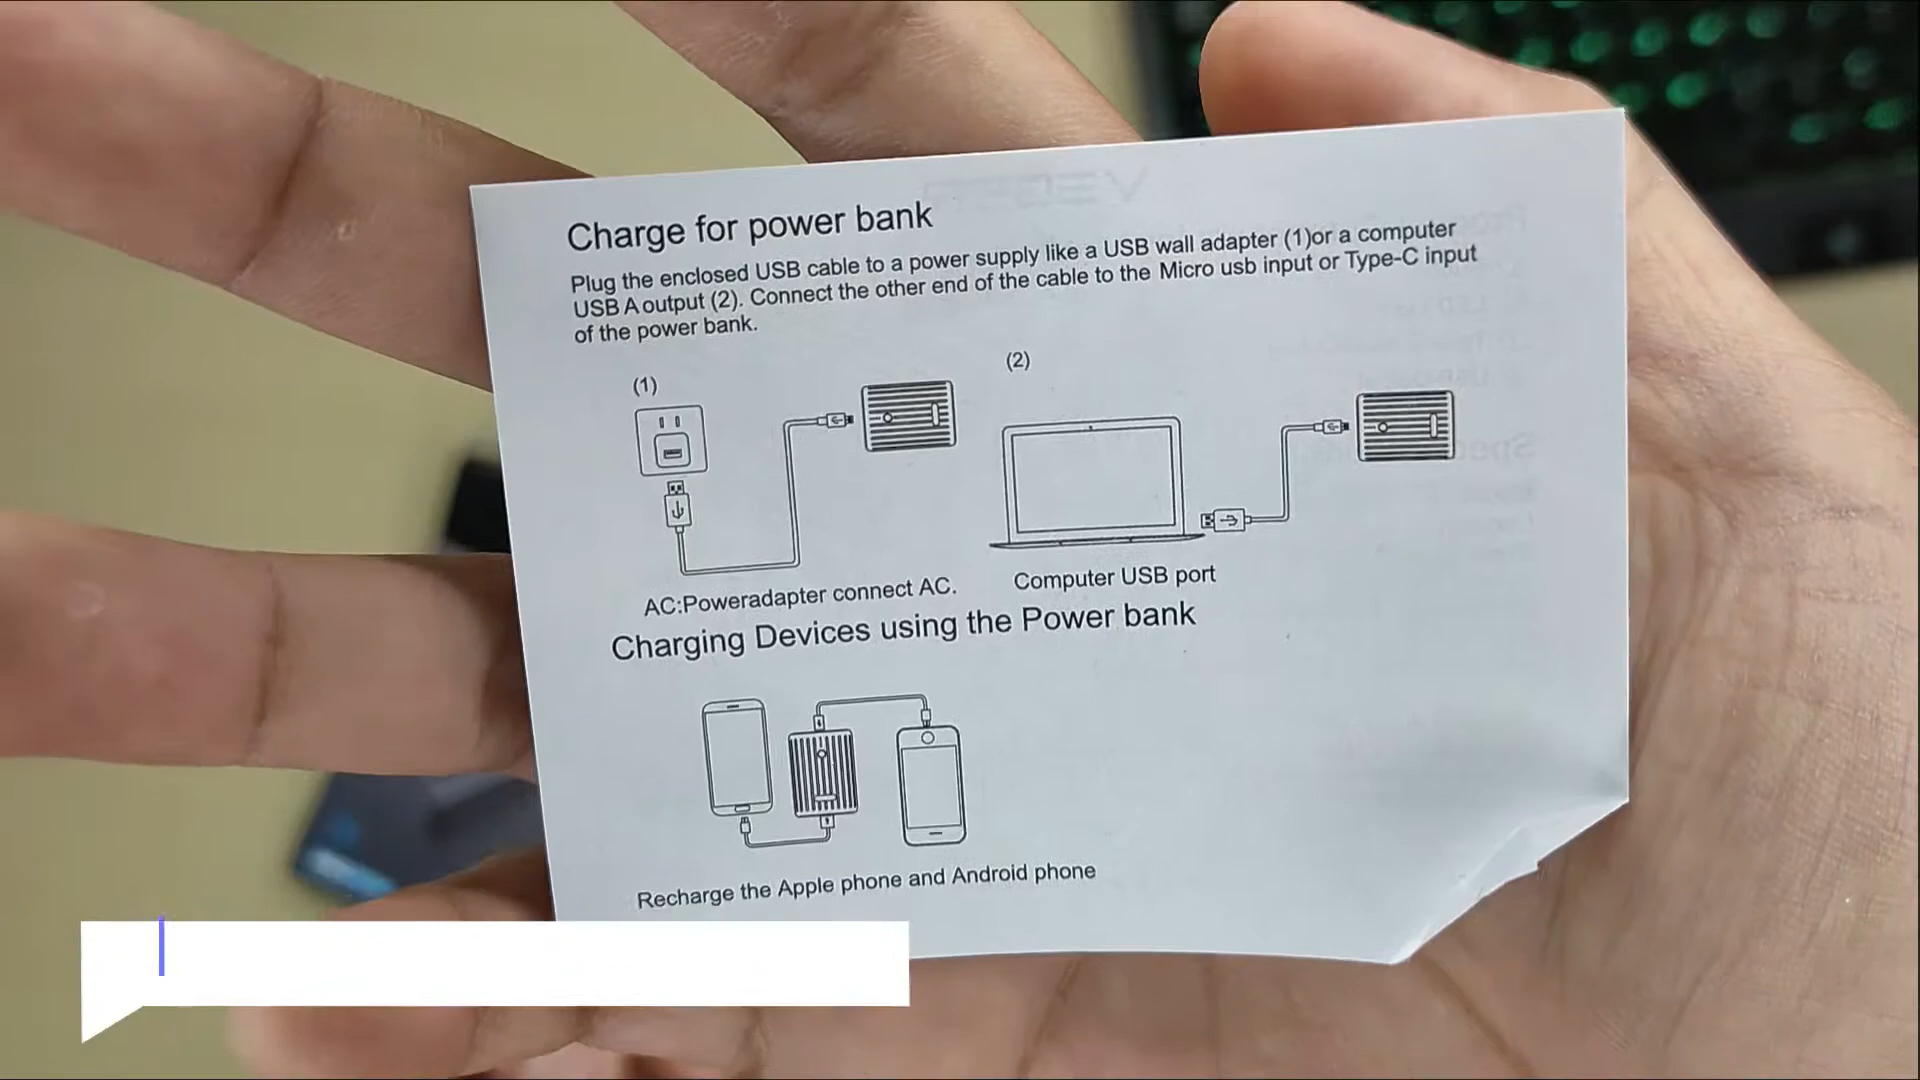 Charge for power bank
Plug the enclosed USB cable to a power supply like a USB wall adapter (1)or a computer
USB A output (2). Connect the other end of the cable to the Micro usb input or Type-C input
of the power bank.
(1)
(2)
AC:Poweradapter connect AC.
Computer USB port
Charging Devices using the Power bank
Recharge the Apple phone and Android phone